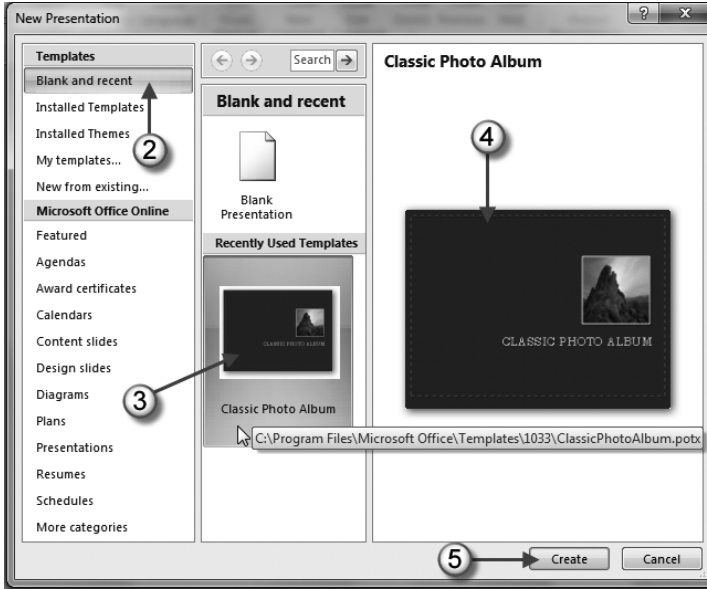 New Presentation
?
X
Templates
Blank and recent
Installed Templates
Installed Themes
My templates...
New from existing...
Microsoft Office Online
Featured
Agendas
Award certificates
Calendars
Content slides
Design slides
Diagrams
Plans
Presentations
Resumes
Schedules
More categories
2
Search
Blank and recent
Blank
Presentation
Recently Used Templates
CLASSIC PHOTO ALBUM
3
Classic Photo Album
Classic Photo Album
4
CLASSIC PHOTO ALBUM
C:\Program Files\Microsoft Office\Templates\1033\ClassicPhotoAlbum.potx
5
Create
Cancel